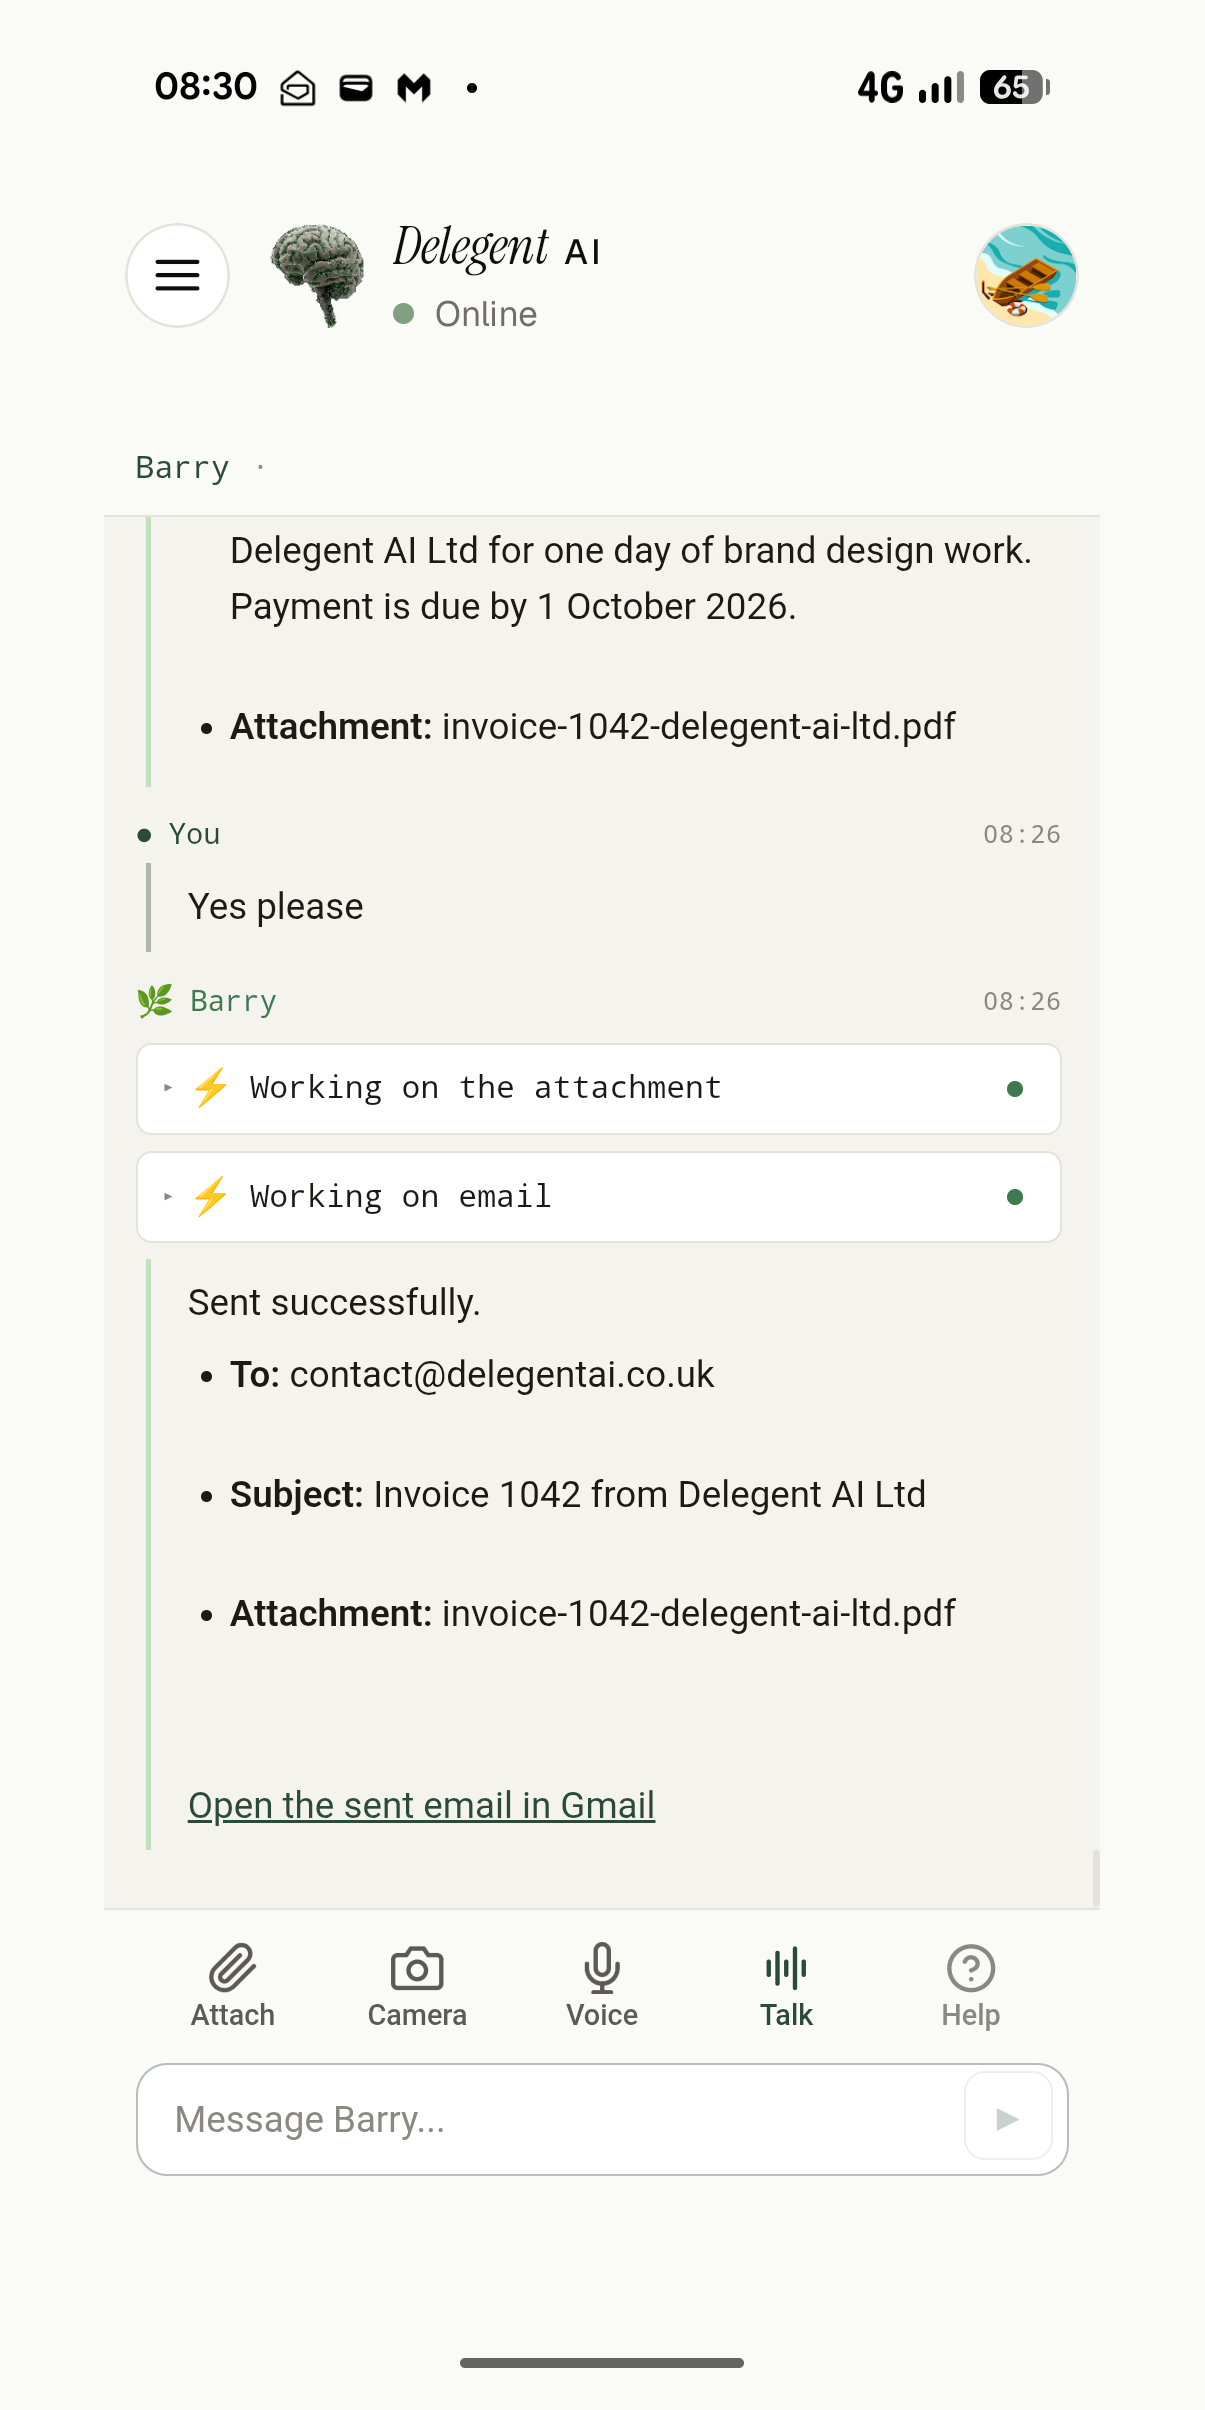 08:30
4G
65
Delegent AI
Online
Barry ·
Delegent AI Ltd for one day of brand design work.
Payment is due by 1 October 2026.
• Attachment: invoice-1042-delegent-ai-ltd.pdf
You 08:26
Yes please
Barry 08:26
Working on the attachment
Working on email
Sent successfully.
• To: contact@delegentai.co.uk
• Subject: Invoice 1042 from Delegent AI Ltd
• Attachment: invoice-1042-delegent-ai-ltd.pdf
Open the sent email in Gmail
Attach Camera Voice Talk Help
Message Barry...